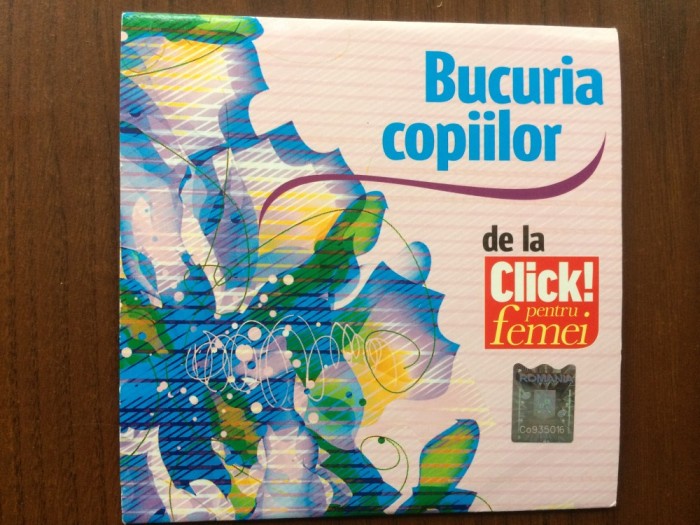 Bucuria
copiilor
de la
Click!
pentru
femei
ROMANIA
Co935016